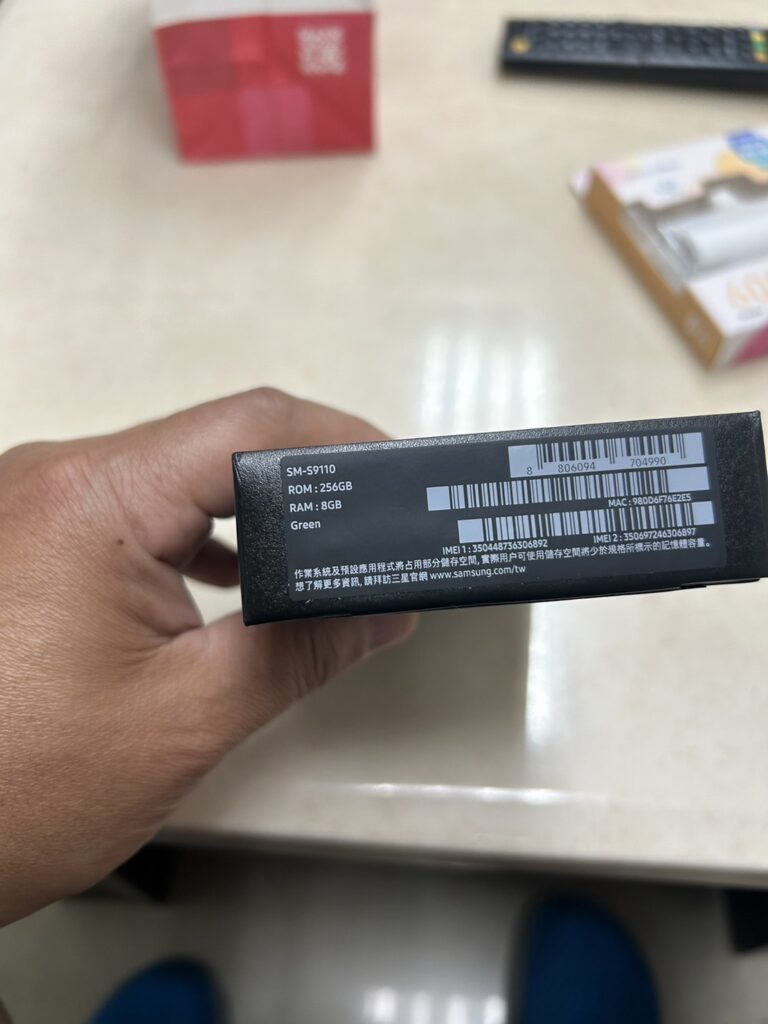 SM-S9110
ROM : 256GB
RAM : 8GB
Green
8 806094 704990
MAC : 980D6F76E2E5
IMEI 1 : 350448736306892
IMEI 2 : 350697246306897
作業系統及預設應用程式將占用部分儲存空間, 實際用戶可使用儲存空間將少於規格所標示的記憶體容量。
想了解更多資訊, 請拜訪三星官網 www.samsung.com/tw